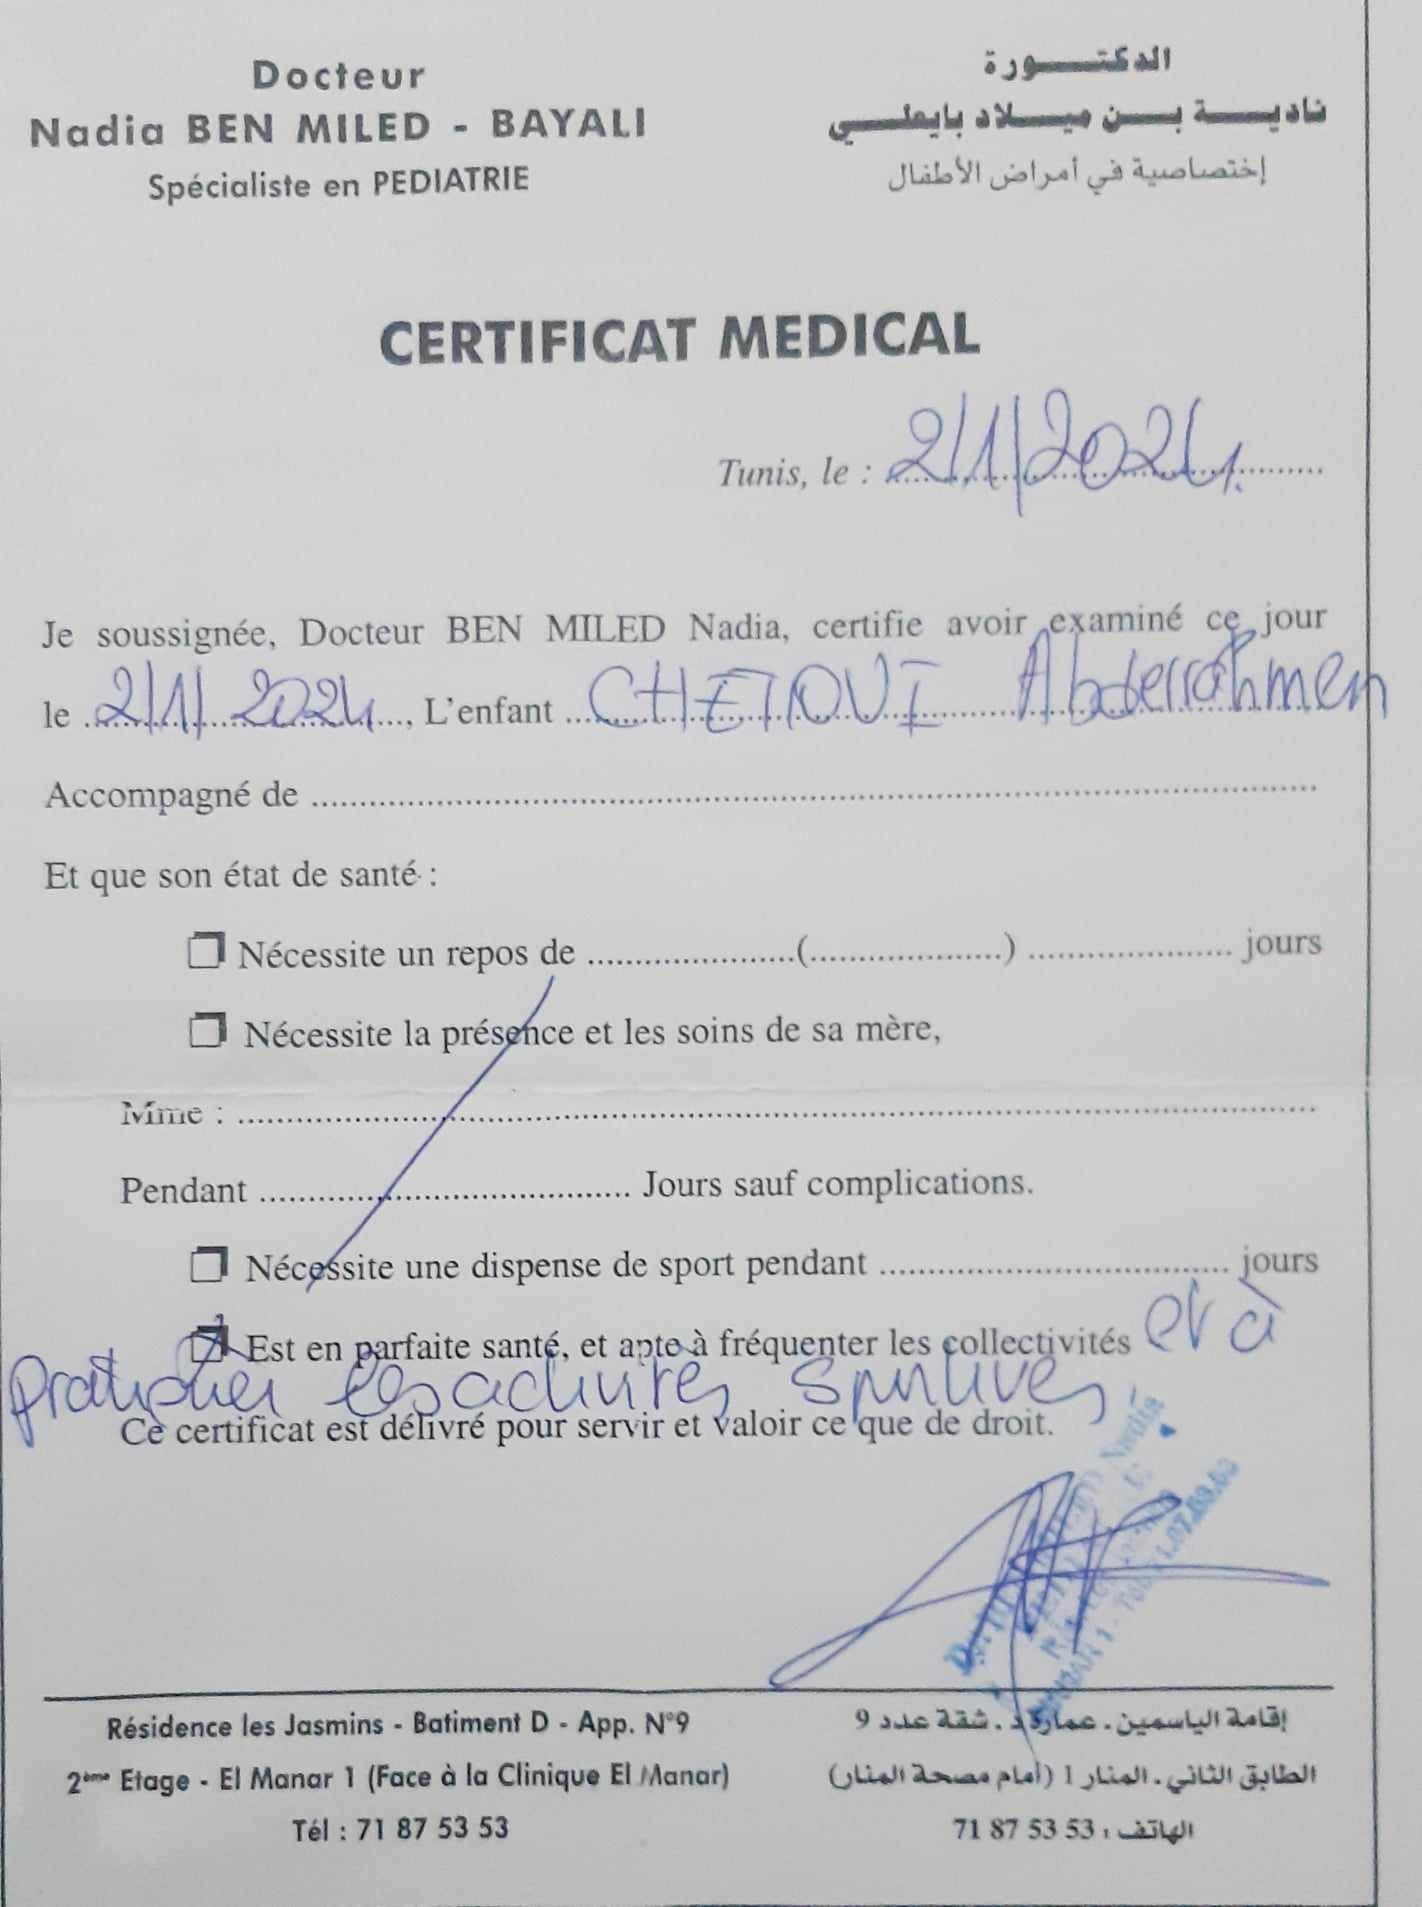 Docteur
Nadia BEN MILED - BAYALI
Spécialiste en PEDIATRIE
الدكتـــــورة
ناديـــة بـــن ميـــلاد بايعلـــي
إختصاصية في أمراض الأطفال
CERTIFICAT MEDICAL
Tunis, le : 2/1/2024
Je soussignée, Docteur BEN MILED Nadia, certifie avoir examiné ce jour
le 2/1/2024, L'enfant CHETOUI Abderrahmen
Accompagné de
Et que son état de santé :
Nécessite un repos de (....................) jours
Nécessite la présence et les soins de sa mère,
Mme :
Pendant Jours sauf complications.
Nécessite une dispense de sport pendant jours
Est en parfaite santé, et apte à fréquenter les collectivités et à
pratiquer les activités sportives
Ce certificat est délivré pour servir et valoir ce que de droit.
Nadia
Résidence les Jasmins - Batiment D - App. N°9
2ème Etage - El Manar 1 (Face à la Clinique El Manar)
Tél : 71 87 53 53
إقامة الياسمين . عمارة د . شقة عدد 9
الطابق الثاني . المنار 1 (أمام مصحة المنار)
الهاتف : 71 87 53 53